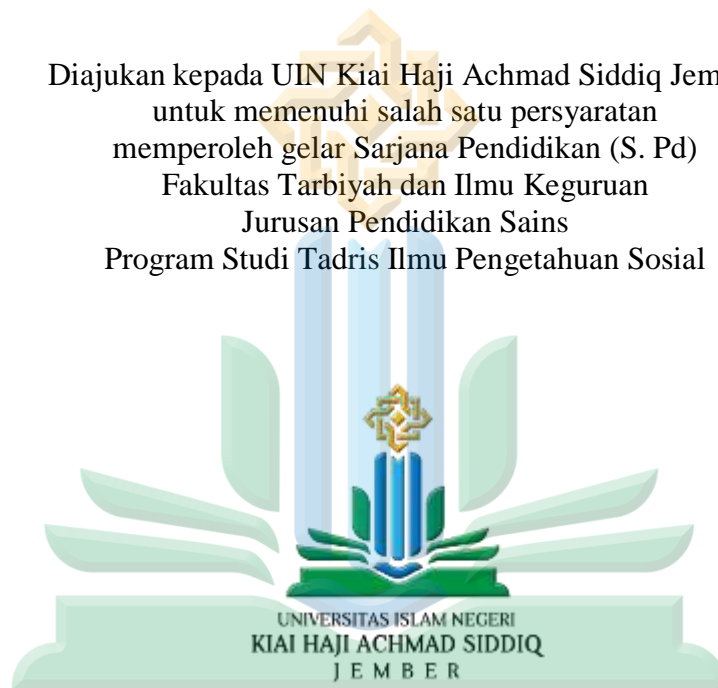 Diajukan kepada UIN Kiai Haji Achmad Siddiq Jem
untuk memenuhi salah satu persyaratan
memperoleh gelar Sarjana Pendidikan (S. Pd)
Fakultas Tarbiyah dan Ilmu Keguruan
Jurusan Pendidikan Sains
Program Studi Tadris Ilmu Pengetahuan Sosial
UNIVERSITAS ISLAM NEGERI
KIAI HAJI ACHMAD SIDDIQ
JEMBER